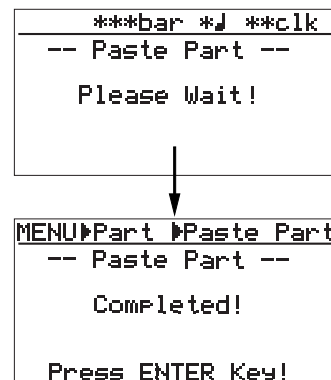 ***bar *♩ **clk
-- Paste Part --
Please Wait!
MENU▶Part ▶Paste Part
-- Paste Part --
Completed!
Press ENTER Key!